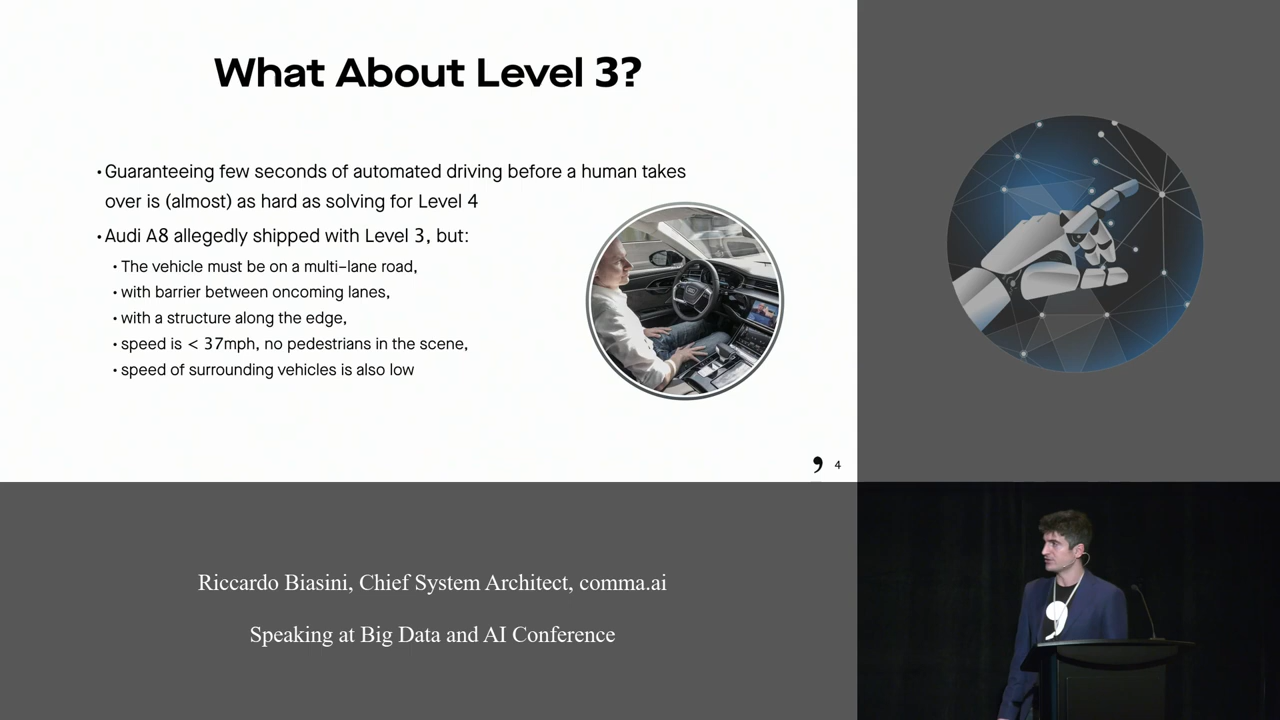 What About Level 3?
• Guaranteeing few seconds of automated driving before a human takes
over is (almost) as hard as solving for Level 4
• Audi A8 allegedly shipped with Level 3, but:
• The vehicle must be on a multi-lane road,
• with barrier between oncoming lanes,
• with a structure along the edge,
• speed is < 37mph, no pedestrians in the scene,
• speed of surrounding vehicles is also low
4
Riccardo Biasini, Chief System Architect, comma.ai
Speaking at Big Data and AI Conference